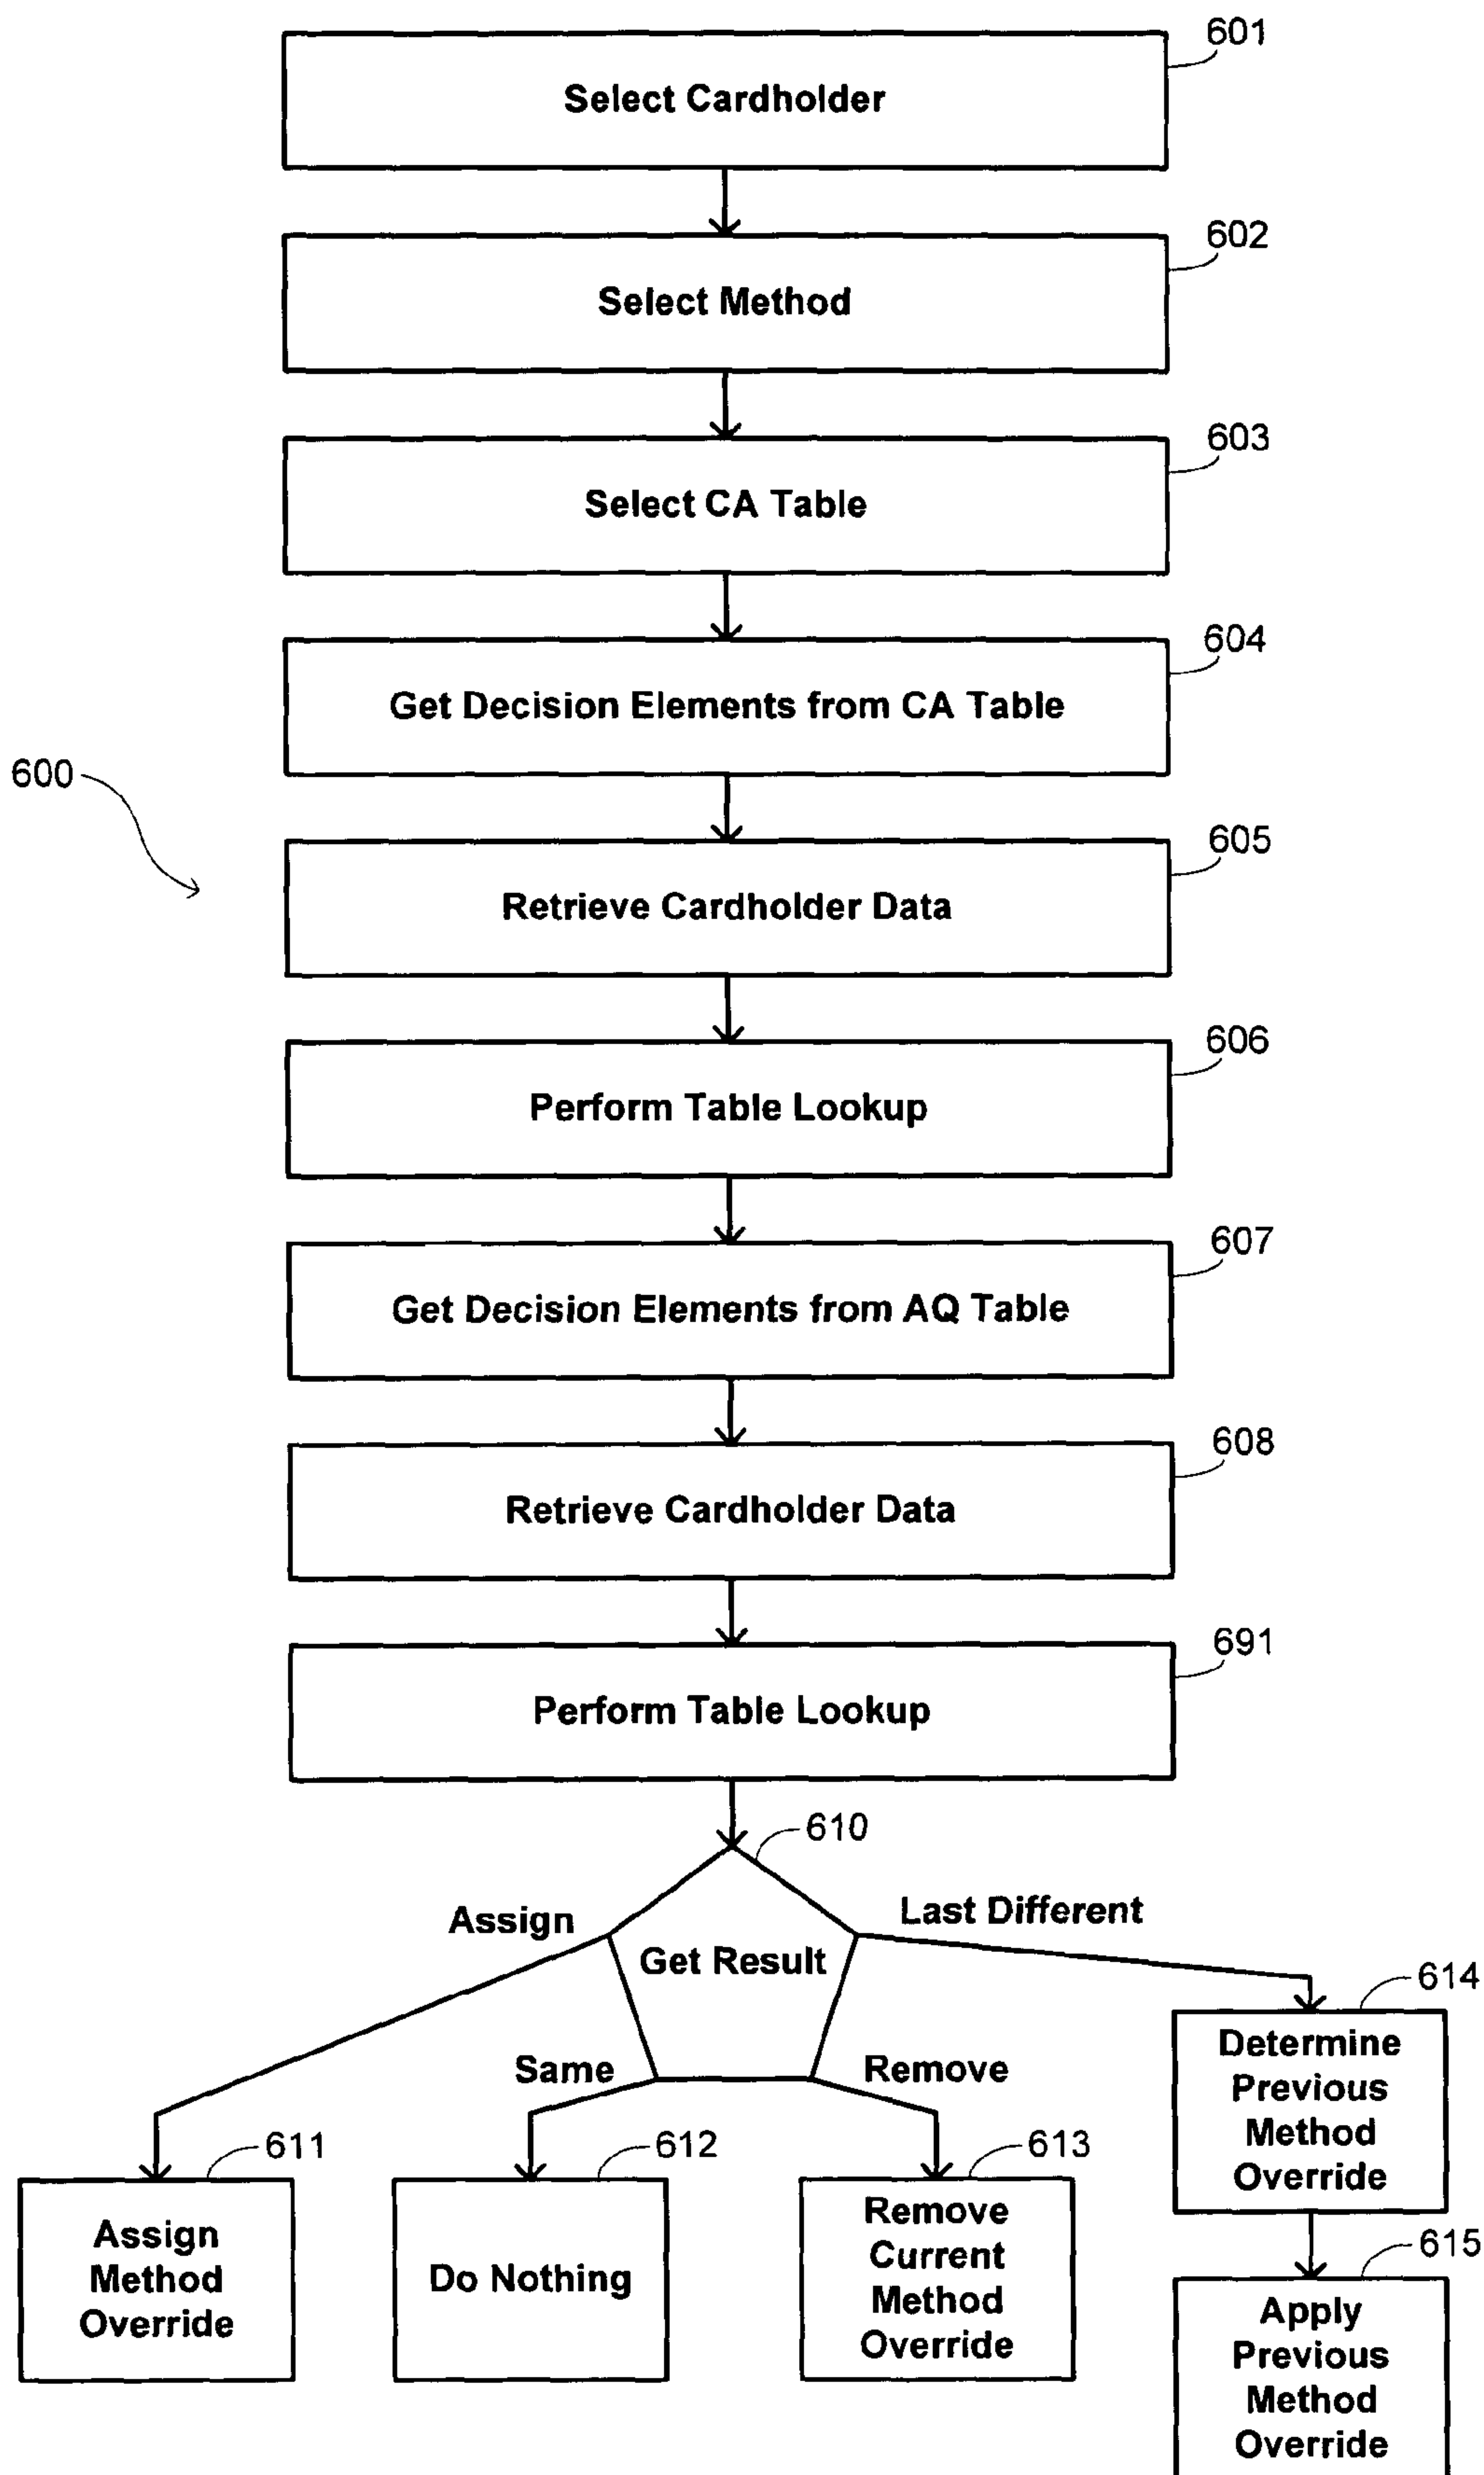 601
Select Cardholder
602
Select Method
603
Select CA Table
604
Get Decision Elements from CA Table
600
605
Retrieve Cardholder Data
606
Perform Table Lookup
607
Get Decision Elements from AQ Table
608
Retrieve Cardholder Data
691
Perform Table Lookup
610
Assign
Last Different
Get Result
614
Same
Remove
Determine
Previous
Method
Override
611
612
613
615
Assign
Method
Override
Do Nothing
Remove
Current
Method
Override
Apply
Previous
Method
Override